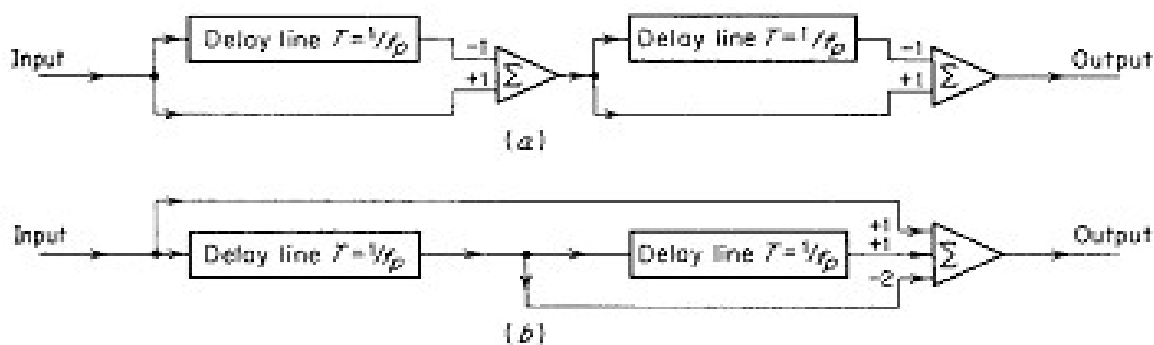 Input
Delay line T=1/fp
-1
+1
Σ
Delay line T=1/fp
-1
+1
Σ
Output
(a)
Input
Delay line T=1/fp
Delay line T=1/fp
+1
+1
-2
Σ
Output
(b)